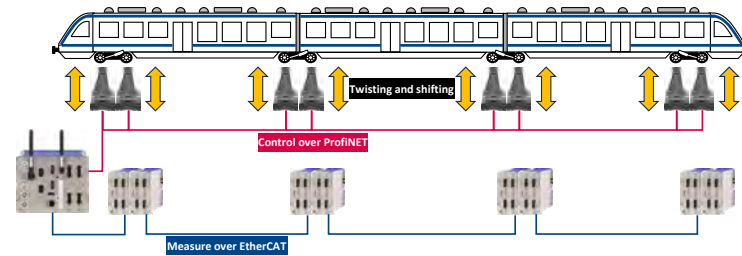 Twisting and shifting
Control over ProfiNET
Measure over EtherCAT